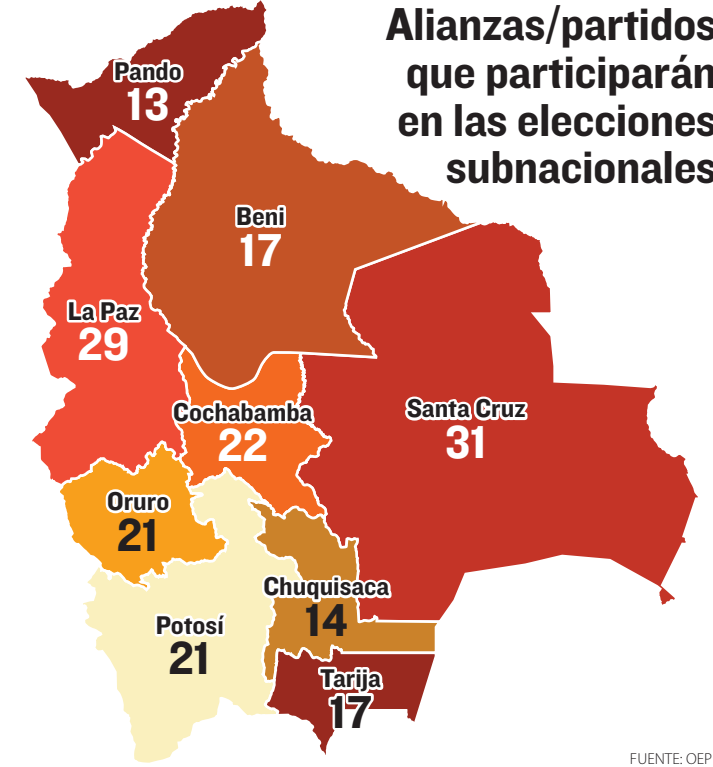 Alianzas/partidos
que participarán
en las elecciones
subnacionales
Pando
13
Beni
17
La Paz
29
Cochabamba
22
Santa Cruz
31
Oruro
21
Chuquisaca
14
Potosí
21
Tarija
17
FUENTE: OEP